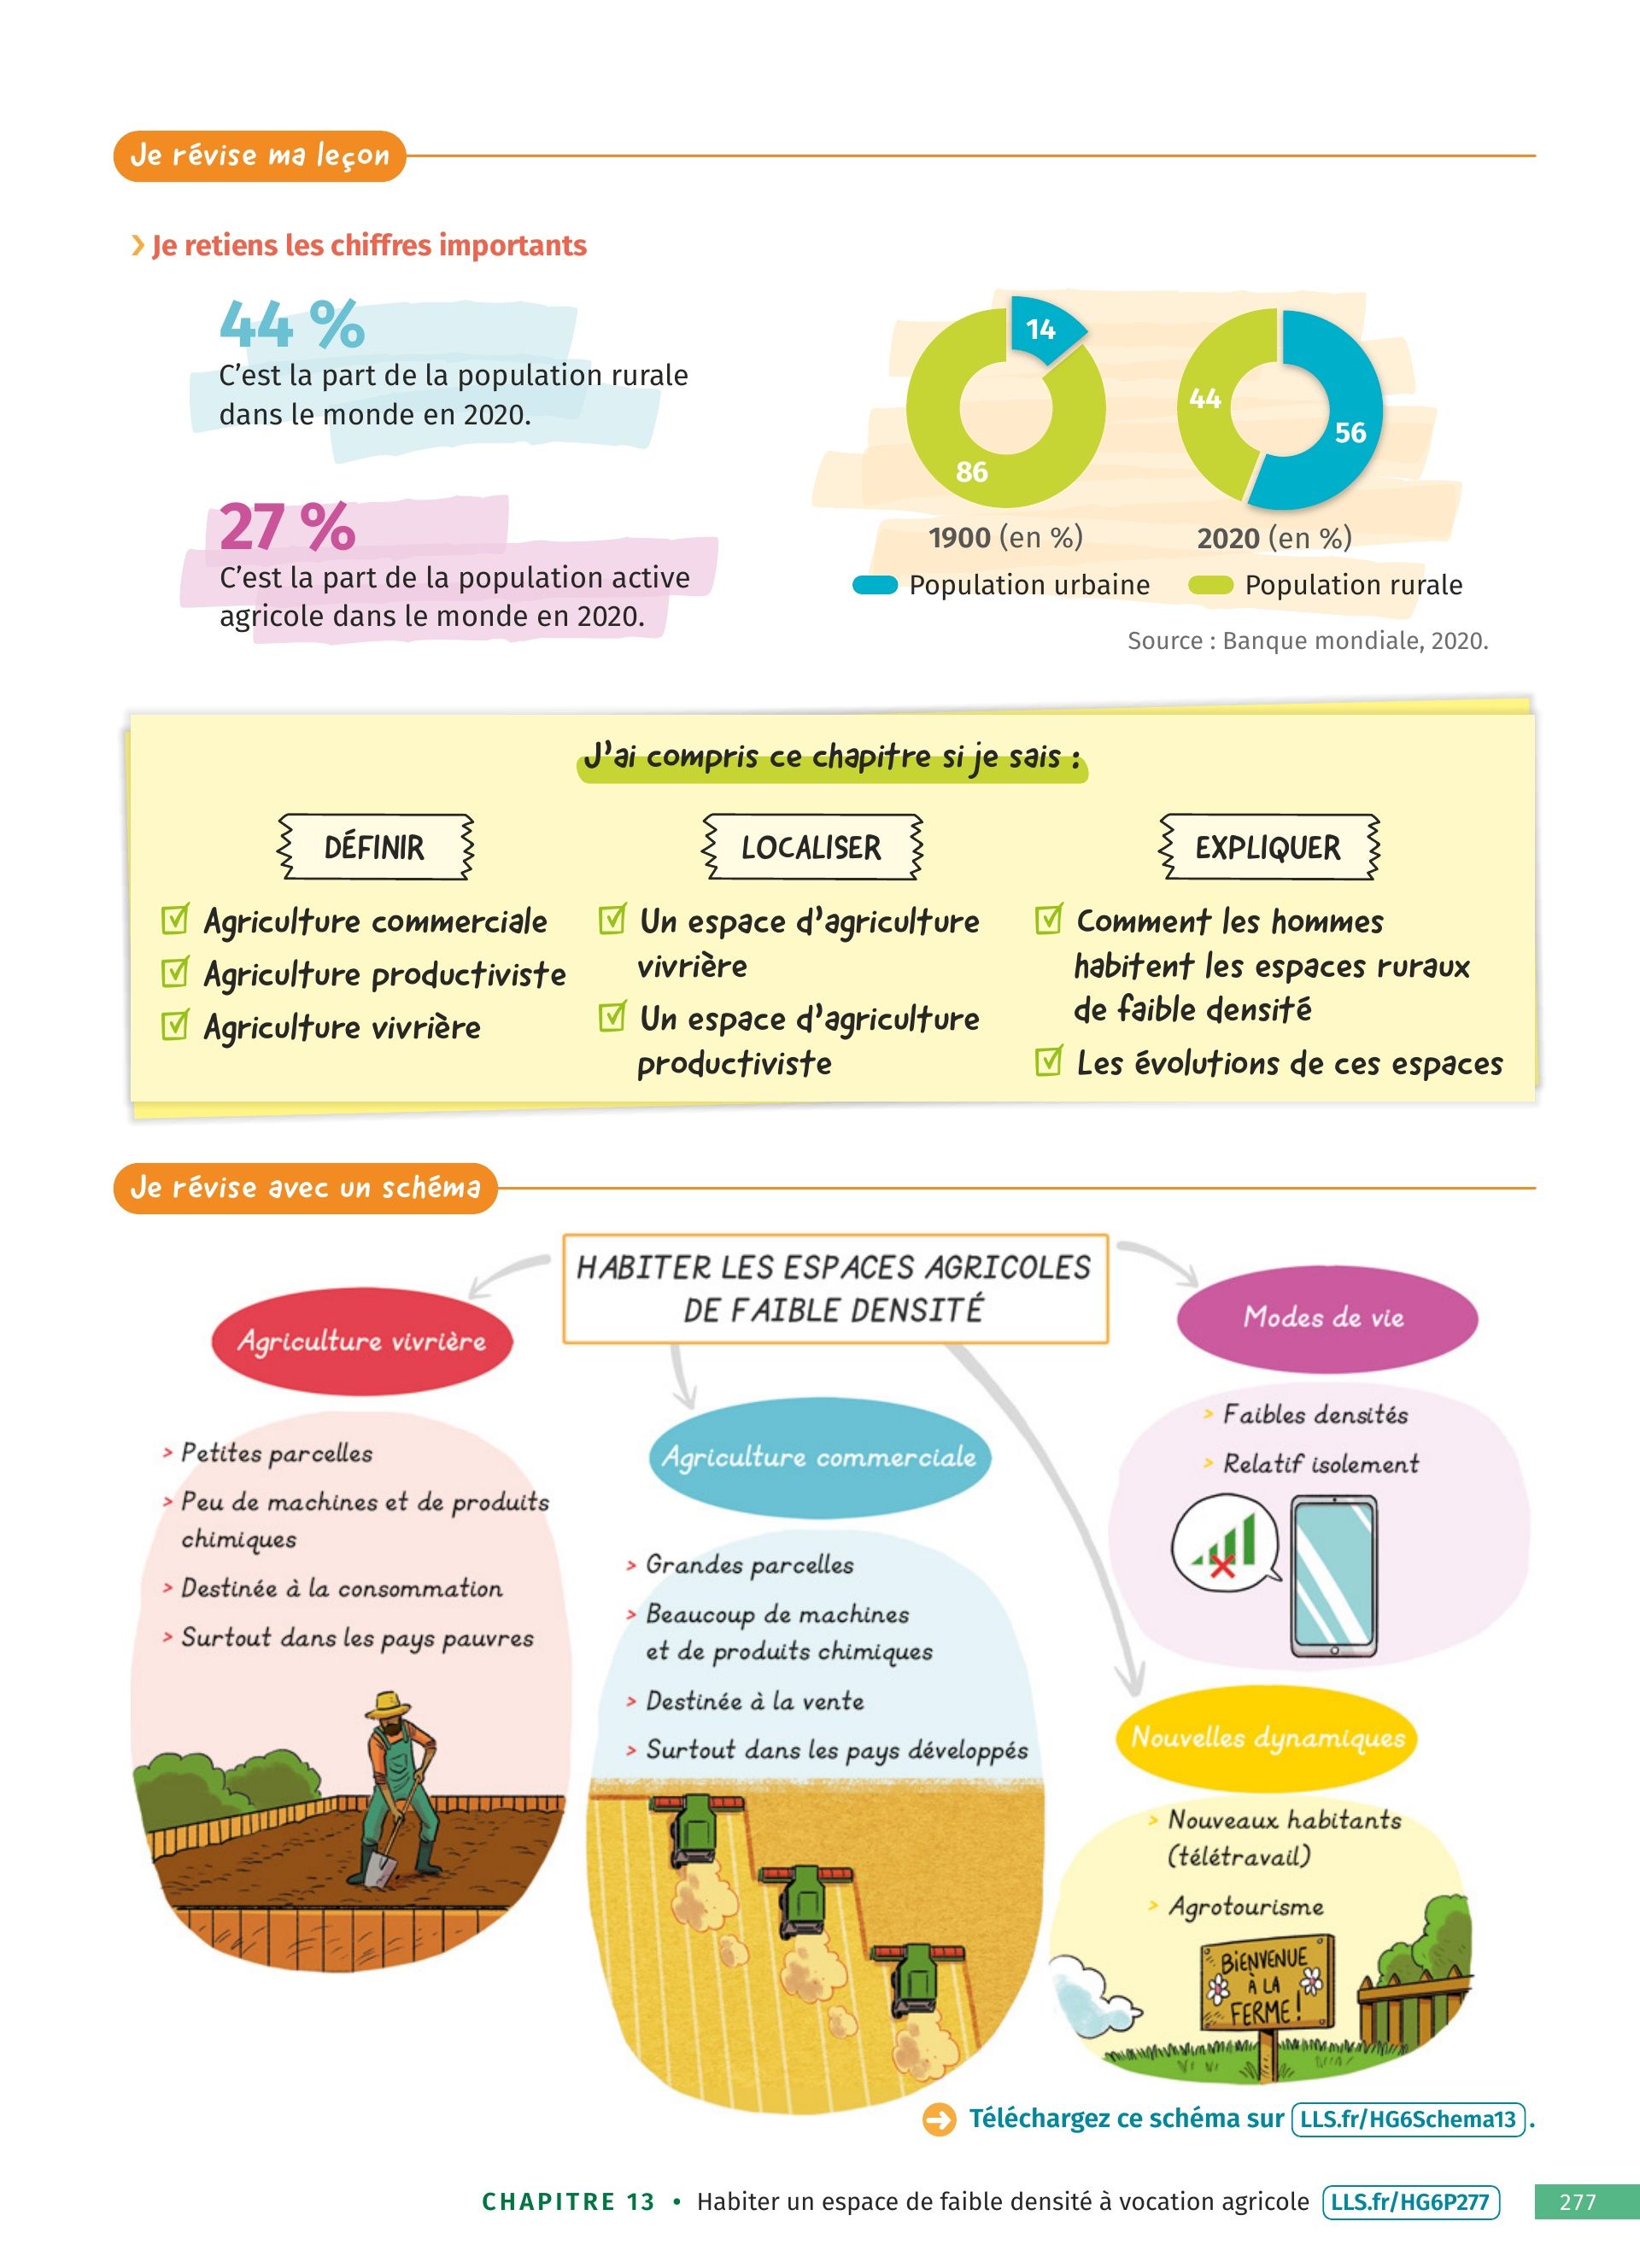 Je révise ma leçon
› Je retiens les chiffres importants
44 %
C’est la part de la population rurale
dans le monde en 2020.
27 %
C’est la part de la population active
agricole dans le monde en 2020.
14
86
1900 (en %)
44
56
2020 (en %)
Population urbaine
Population rurale
Source : Banque mondiale, 2020.
J’ai compris ce chapitre si je sais :
DÉFINIR
Agriculture commerciale
Agriculture productiviste
Agriculture vivrière
LOCALISER
Un espace d’agriculture
vivrière
Un espace d’agriculture
productiviste
EXPLIQUER
Comment les hommes
habitent les espaces ruraux
de faible densité
Les évolutions de ces espaces
Je révise avec un schéma
HABITER LES ESPACES AGRICOLES
DE FAIBLE DENSITÉ
Agriculture vivrière
> Petites parcelles
> Peu de machines et de produits
chimiques
> Destinée à la consommation
> Surtout dans les pays pauvres
Agriculture commerciale
> Grandes parcelles
> Beaucoup de machines
et de produits chimiques
> Destinée à la vente
> Surtout dans les pays développés
Modes de vie
> Faibles densités
> Relatif isolement
Nouvelles dynamiques
> Nouveaux habitants
(télétravail)
> Agrotourisme
BIENVENUE
À LA
FERME !
Téléchargez ce schéma sur LLS.fr/HG6Schema13 .
CHAPITRE 13 • Habiter un espace de faible densité à vocation agricole LLS.fr/HG6P277 277